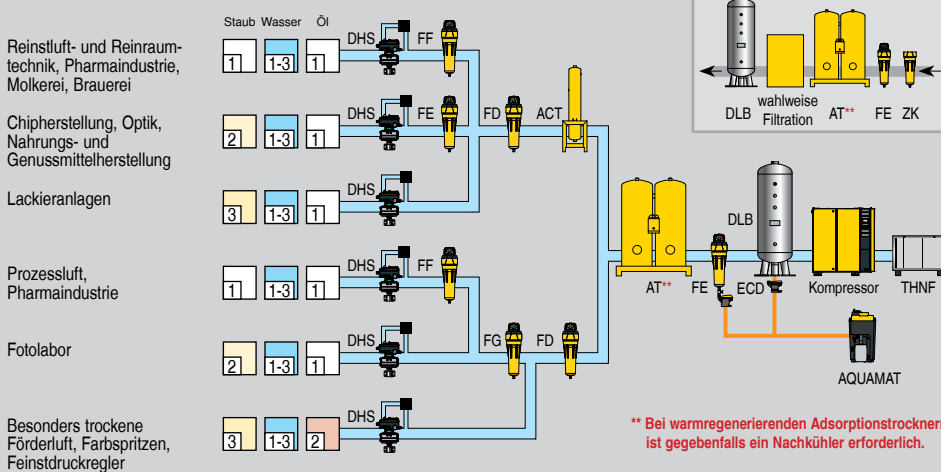 Staub Wasser Öl
Reinstluft- und Reinraum-
technik, Pharmaindustrie,
Molkerei, Brauerei
1 1-3 1
DHS FF
Chipherstellung, Optik,
Nahrungs- und
Genussmittelherstellung
2 1-3 1
DHS FE FD ACT
Lackieranlagen
3 1-3 1
DHS
Prozessluft,
Pharmaindustrie
1 1-3 1
DHS FF
Fotolabor
2 1-3 1
DHS FG FD
Besonders trockene
Förderluft, Farbspritzen,
Feinstdruckregler
3 1-3 2
DHS
DLB wahlweise
Filtration AT** FE ZK
DLB
AT** FE ECD Kompressor THNF
AQUAMAT
** Bei warmregenerierenden Adsorptionstrocknern
ist gegebenfalls ein Nachkühler erforderlich.